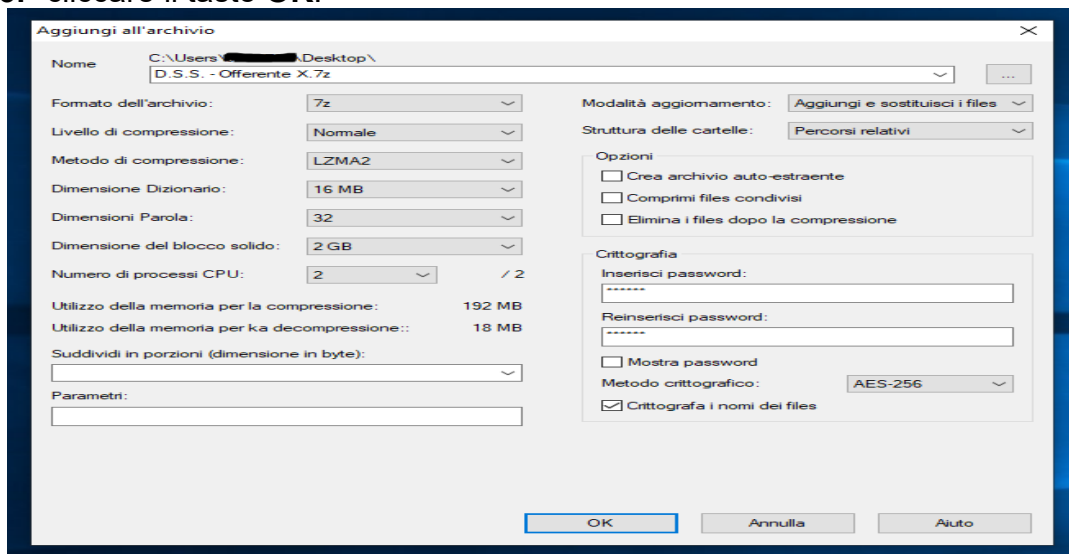 cliccare il tasto OK.
Aggiungi all'archivio
Nome
C:\Users\ \Desktop\
D.S.S. - Offerente X.7z
...
Formato dell'archivio: 7z
Livello di compressione: Normale
Metodo di compressione: LZMA2
Dimensione Dizionario: 16 MB
Dimensioni Parola: 32
Dimensione del blocco solido: 2 GB
Numero di processi CPU: 2 / 2
Utilizzo della memoria per la compressione: 192 MB
Utilizzo della memoria per ka decompressione:: 18 MB
Suddividi in porzioni (dimensione in byte):
Parametri:
Modalità aggiornamento: Aggiungi e sostituisci i files
Struttura delle cartelle: Percorsi relativi
Opzioni
Crea archivio auto-estraente
Comprimi files condivisi
Elimina i files dopo la compressione
Crittografia
Inserisci password:
******
Reinserisci password:
******
Mostra password
Metodo crittografico: AES-256
Crittografa i nomi dei files
OK Annulla Aiuto